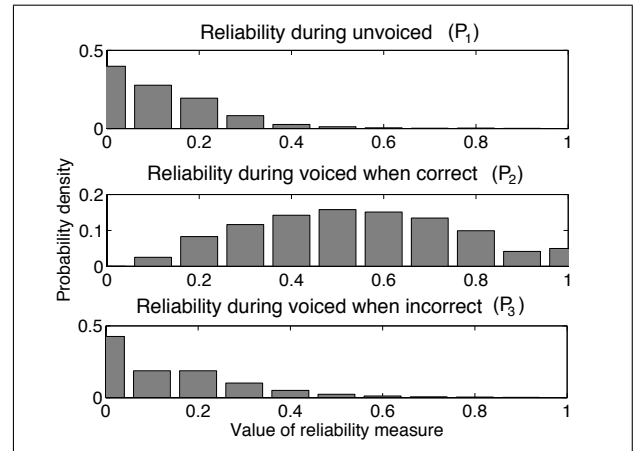 Reliability during unvoiced (P1)
0.5
0
0 0.2 0.4 0.6 0.8 1
Reliability during voiced when correct (P2)
0.2
0.1
0
0 0.2 0.4 0.6 0.8 1
Probability density
Reliability during voiced when incorrect (P3)
0.5
0
0 0.2 0.4 0.6 0.8 1
Value of reliability measure